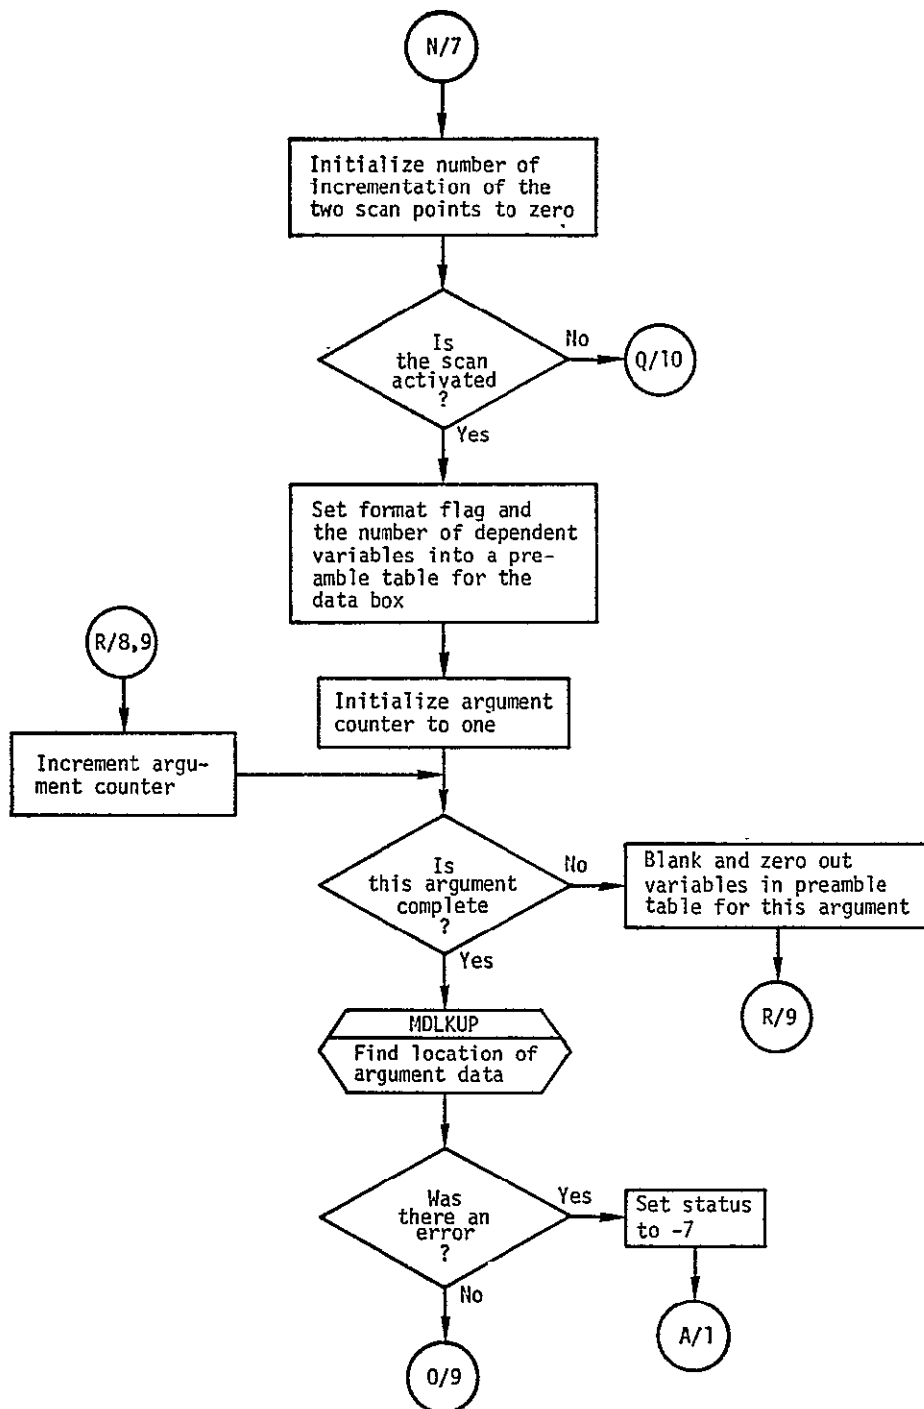 N/7
Initialize number of
incrementation of the
two scan points to zero
Is
the scan
activated
?
No
Q/10
Yes
Set format flag and
the number of dependent
variables into a pre-
amble table for the
data box
R/8,9
Initialize argument
counter to one
Increment argu-
ment counter
Is
this argument
complete
?
No
Blank and zero out
variables in preamble
table for this argument
Yes
R/9
MDLKUP
Find location of
argument data
Was
there an
error
?
Yes
Set status
to -7
No
A/1
O/9